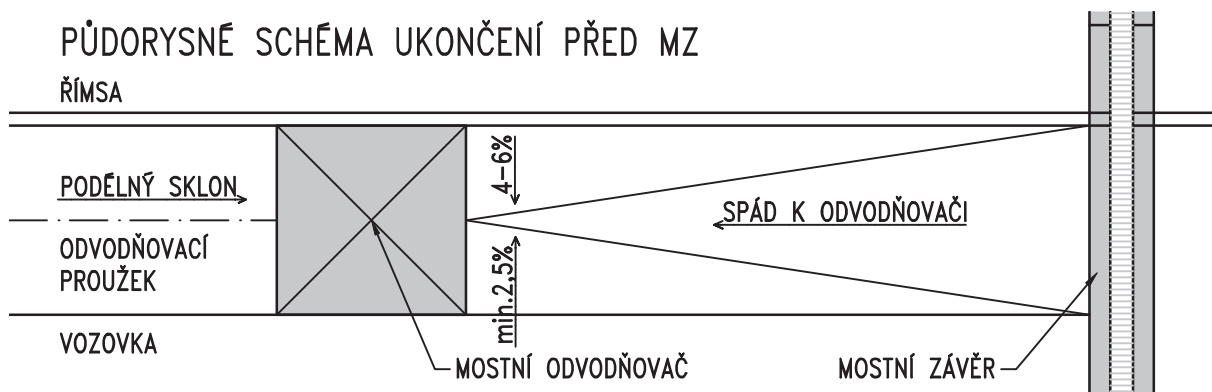 PŮDORYSNÉ SCHÉMA UKONČENÍ PŘED MZ
ŘÍMSA
4-6%
PODÉLNÝ SKLON
SPÁD K ODVODŇOVAČI
ODVODŇOVACÍ
PROUŽEK
min.2,5%
VOZOVKA
MOSTNÍ ODVODŇOVAČ
MOSTNÍ ZÁVĚR